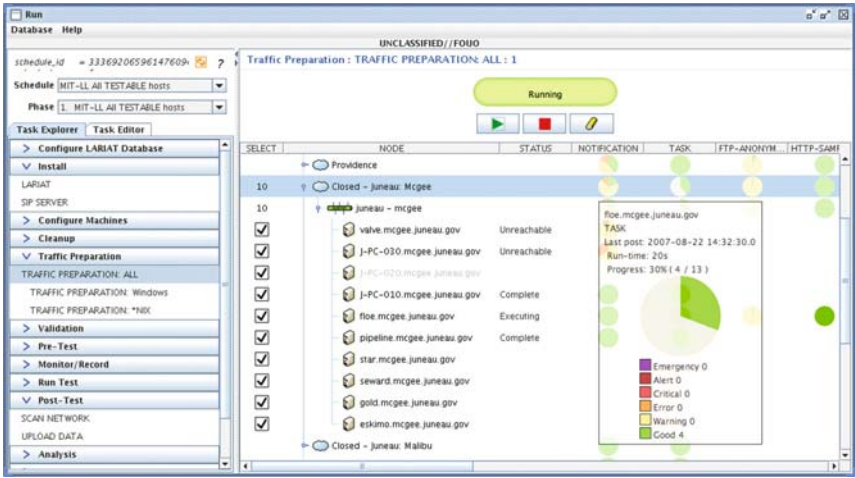 Run
Database Help
UNCLASSIFIED//FOUO
schedule_id = 33369206596147609
?
Schedule MIT-LL All TESTABLE hosts
Phase 1. MIT-LL All TESTABLE hosts
Task Explorer Task Editor
> Configure LARIAT Database
Install
LARIAT
SIP SERVER
> Configure Machines
> Cleanup
Traffic Preparation
TRAFFIC PREPARATION: ALL
TRAFFIC PREPARATION: Windows
TRAFFIC PREPARATION: *NIX
> Validation
> Pre-Test
> Monitor/Record
> Run Test
Post-Test
SCAN NETWORK
UPLOAD DATA
> Analysis
Traffic Preparation : TRAFFIC PREPARATION: ALL : 1
Running
SELECT NODE STATUS NOTIFICATION TASK FTP-ANONYM... HTTP-SAMP
Providence
10 Closed - Juneau: Mcgee
10 juneau - mcgee
valve.mcgee.juneau.gov Unreachable
J-PC-030.mcgee.juneau.gov Unreachable
J-PC-020.mcgee.juneau.gov
J-PC-010.mcgee.juneau.gov Complete
floe.mcgee.juneau.gov Executing
pipeline.mcgee.juneau.gov Complete
star.mcgee.juneau.gov
seward.mcgee.juneau.gov
gold.mcgee.juneau.gov
eskimo.mcgee.juneau.gov
Closed - Juneau: Malibu
floe.mcgee.juneau.gov
TASK
Last post: 2007-08-22 14:32:30.0
Run-time: 20s
Progress: 30% ( 4 / 13 )
Emergency 0
Alert 0
Critical 0
Error 0
Warning 0
Good 4